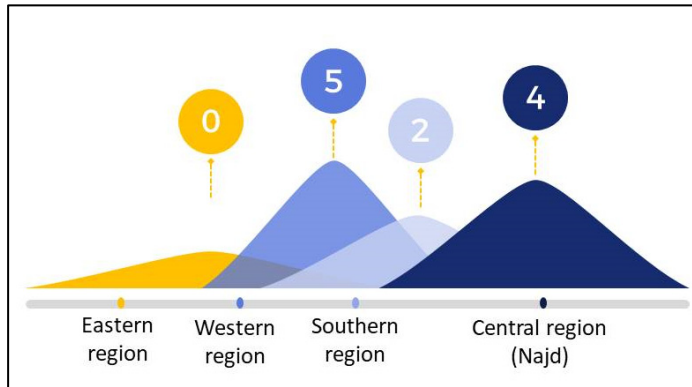 0
5
2
4
Eastern
region
Western
region
Southern
region
Central region
(Najd)